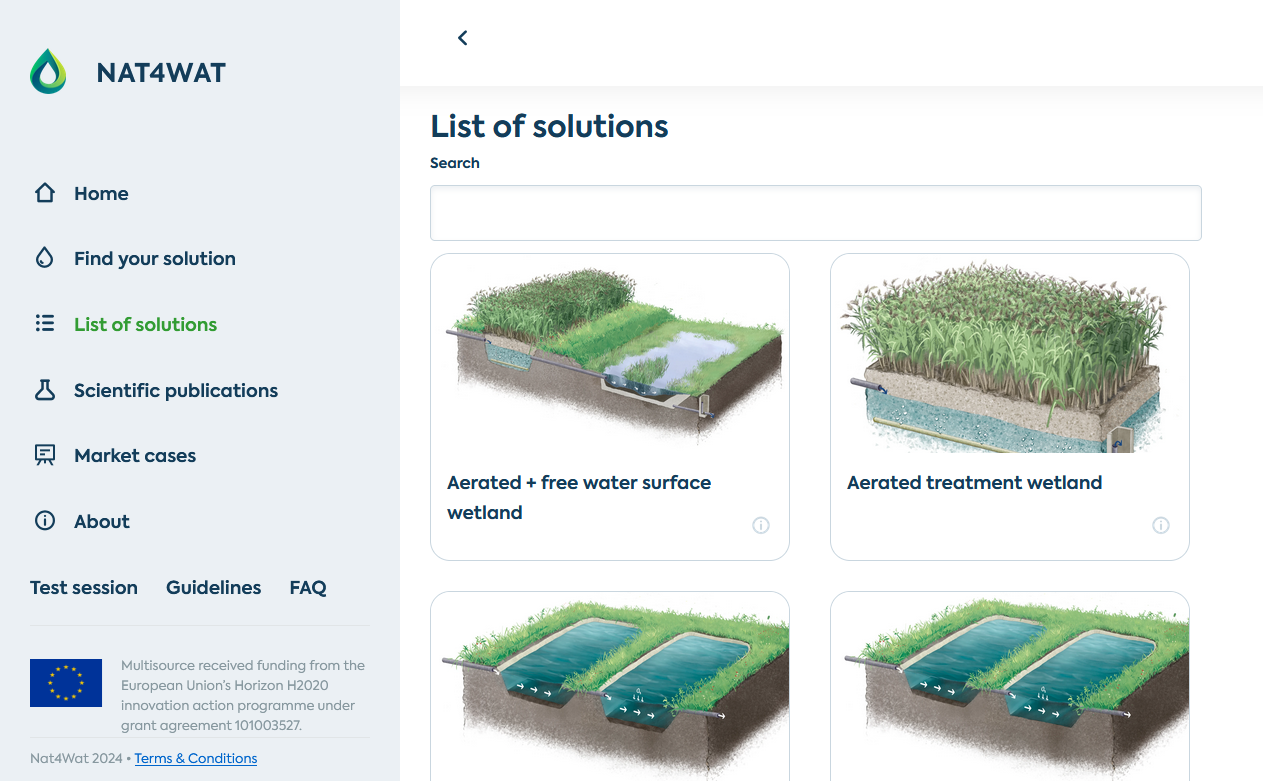 NAT4WAT
Home
Find your solution
List of solutions
Scientific publications
Market cases
About
Test session Guidelines FAQ
Multisource received funding from the
European Union's Horizon H2020
innovation action programme under
grant agreement 101003527.
Nat4Wat 2024 • Terms & Conditions
List of solutions
Search
Aerated + free water surface
wetland
Aerated treatment wetland